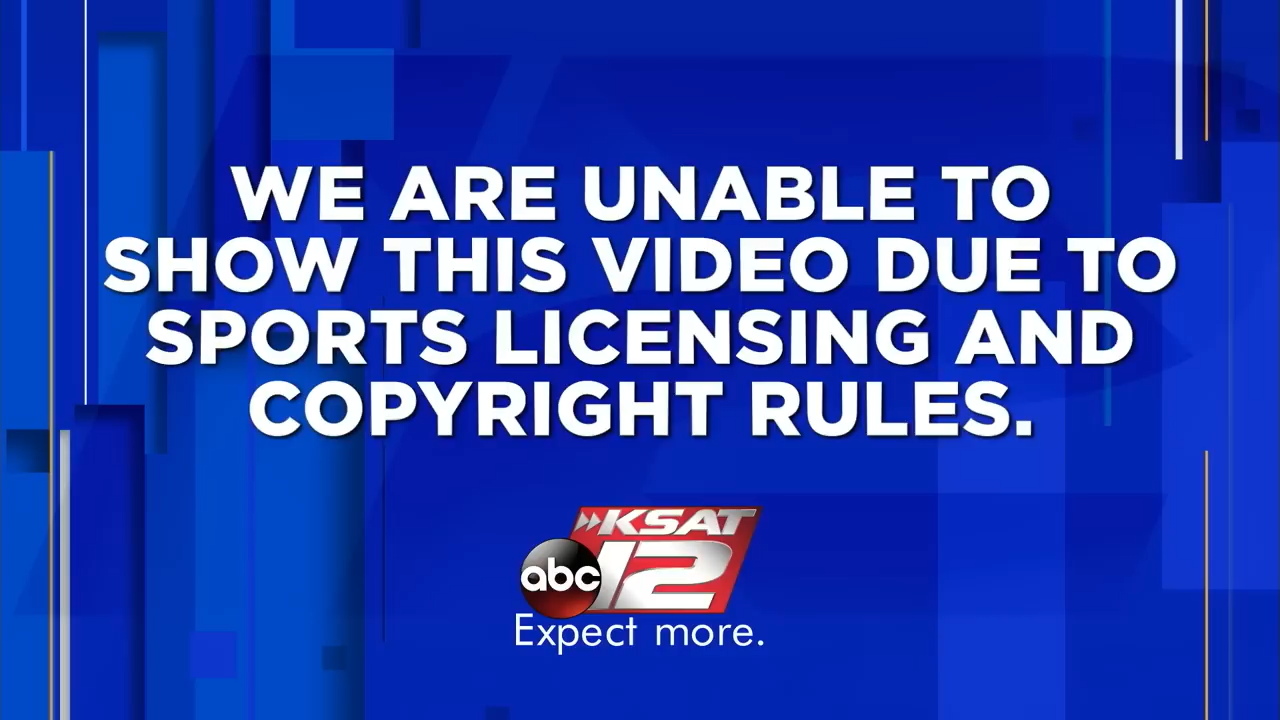 WE ARE UNABLE TO
SHOW THIS VIDEO DUE TO
SPORTS LICENSING AND
COPYRIGHT RULES.
KSAT
abc 12
Expect more.